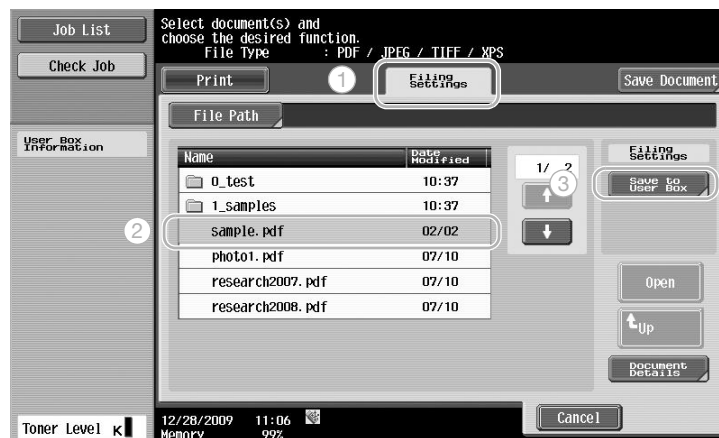 Job List
Check Job
Select document(s) and
choose the desired function.
File Type : PDF / JPEG / TIFF / XPS
Print
1
Filing
Settings
Save Document
File Path
User Box
Information
Name
Date
Modified
0_test 10:37
1_samples 10:37
2
sample.pdf 02/02
photo1.pdf 07/10
research2007.pdf 07/10
research2008.pdf 07/10
1/ 2
3
Filing
Settings
Save to
User Box
Open
Up
Document
Details
Toner Level K
12/28/2009 11:06
Memory 99%
Cancel